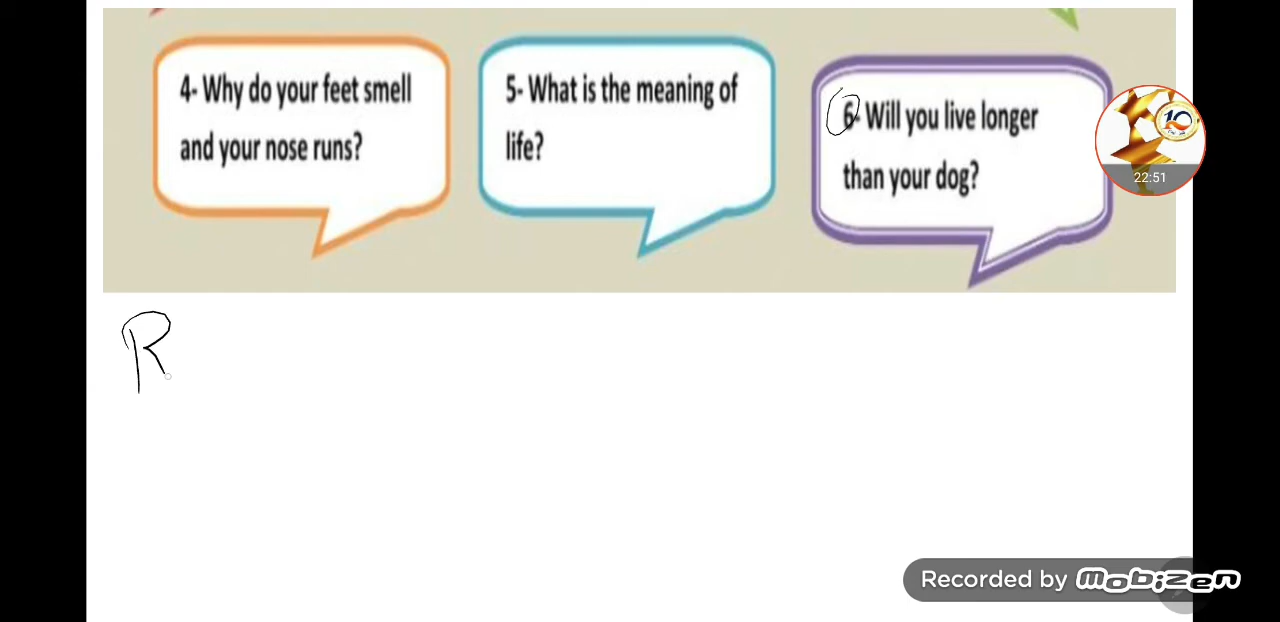 4- Why do your feet smell
and your nose runs?
5- What is the meaning of
life?
6- Will you live longer
than your dog?
10
22:51
R
Recorded by Mobizen